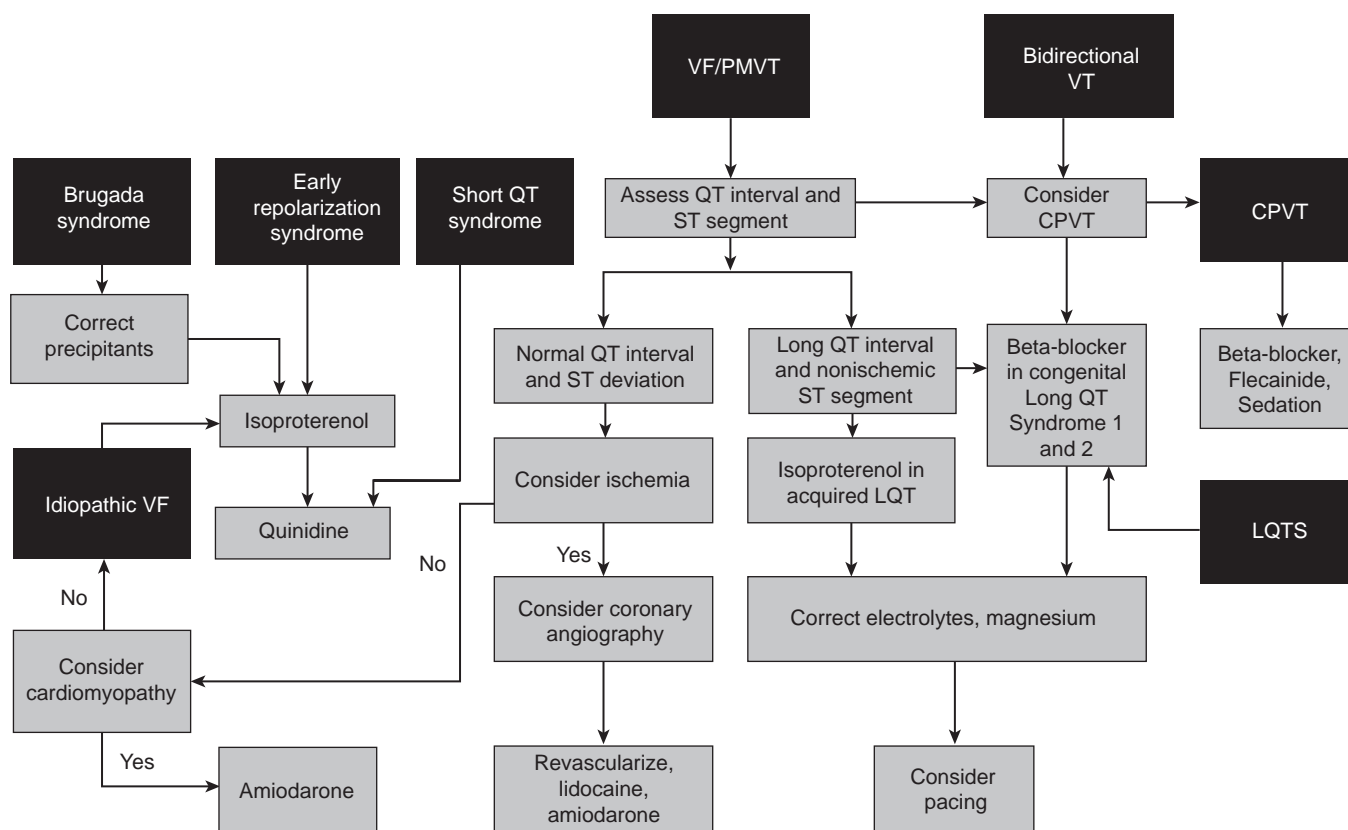 VF/PMVT
Bidirectional
VT
Brugada
syndrome
Early
repolarization
syndrome
Short QT
syndrome
Assess QT interval and
ST segment
Consider
CPVT
CPVT
Correct
precipitants
Normal QT interval
and ST deviation
Long QT interval
and nonischemic
ST segment
Beta-blocker
in congenital
Long QT
Syndrome 1
and 2
Beta-blocker,
Flecainide,
Sedation
Isoproterenol
Idiopathic VF
Quinidine
Consider ischemia
Isoproterenol in
acquired LQT
LQTS
No
No
Yes
Consider
cardiomyopathy
Consider coronary
angiography
Correct electrolytes, magnesium
Yes
Amiodarone
Revascularize,
lidocaine,
amiodarone
Consider
pacing